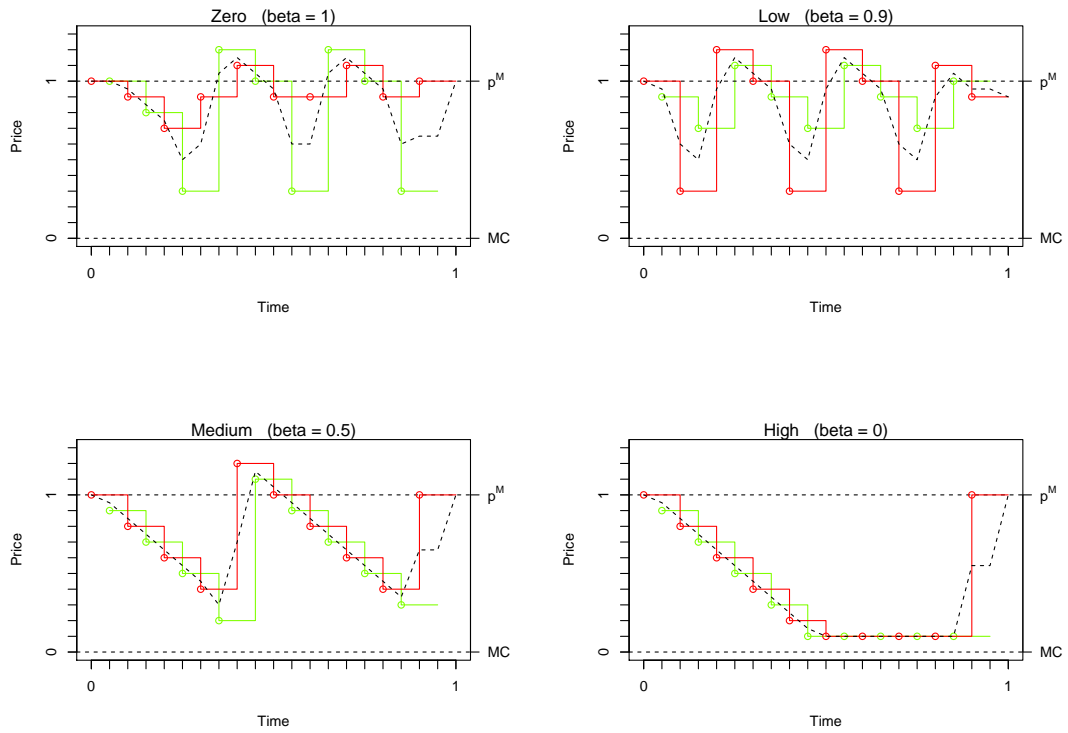 Zero (beta = 1)
Price
1
0
p^M
MC
0
1
Time
Low (beta = 0.9)
Price
1
0
p^M
MC
0
1
Time
Medium (beta = 0.5)
Price
1
0
p^M
MC
0
1
Time
High (beta = 0)
Price
1
0
p^M
MC
0
1
Time